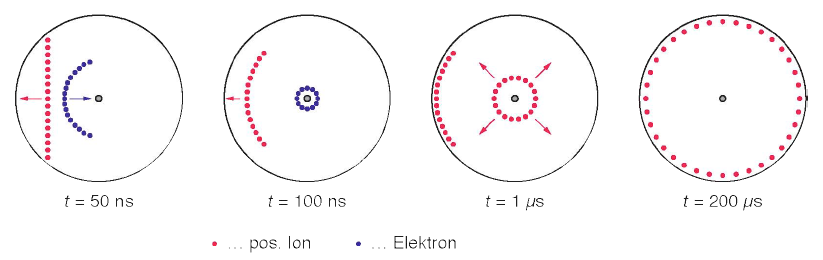 t = 50 ns t = 100 ns t = 1 µs t = 200 µs
... pos. Ion ... Elektron